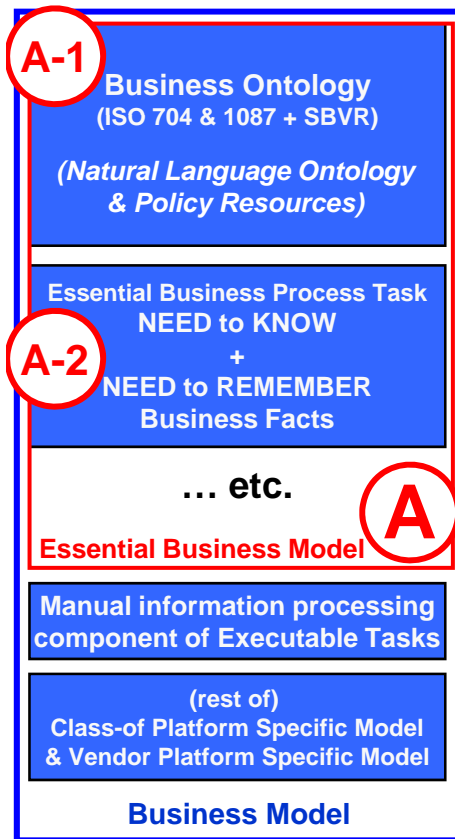 A-1
Business Ontology
(ISO 704 & 1087 + SBVR)
(Natural Language Ontology
& Policy Resources)
Essential Business Process Task
NEED to KNOW
A-2
+
NEED to REMEMBER
Business Facts
… etc.
A
Essential Business Model
Manual information processing
component of Executable Tasks
(rest of)
Class-of Platform Specific Model
& Vendor Platform Specific Model
Business Model